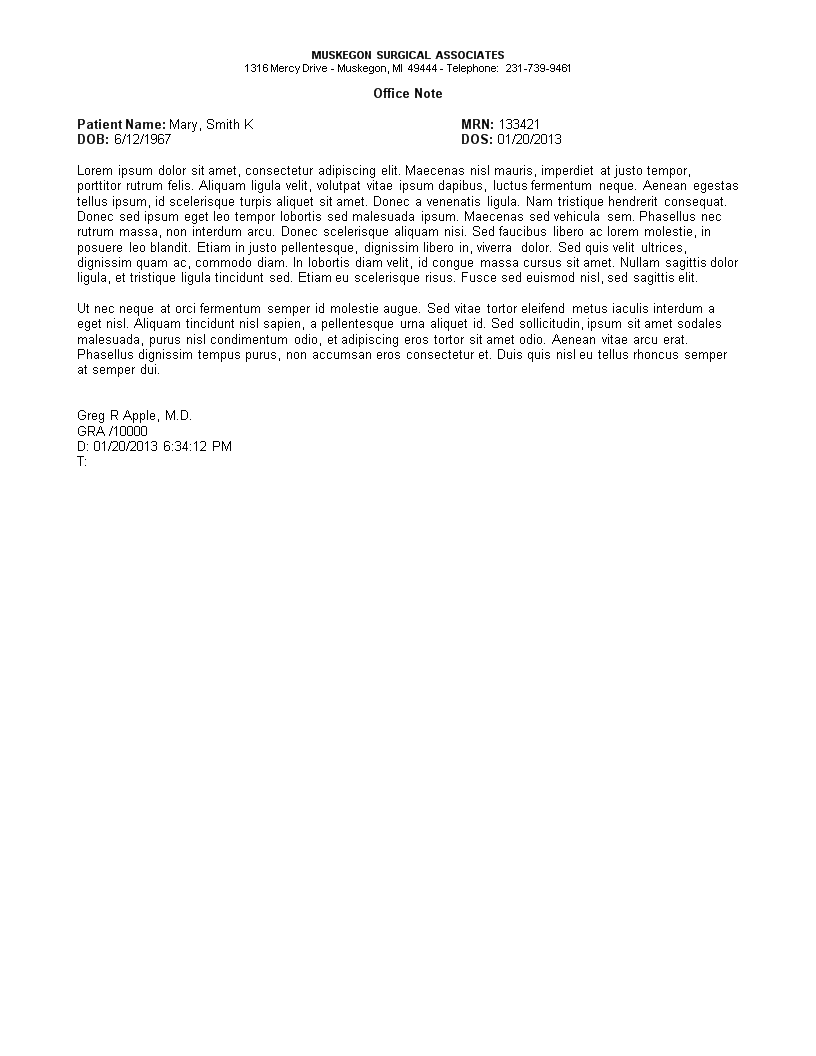 MUSKEGON SURGICAL ASSOCIATES
1316 Mercy Drive - Muskegon, MI 49444 - Telephone: 231-739-9461
Office Note
Patient Name: Mary, Smith K MRN: 133421
DOB: 6/12/1967 DOS: 01/20/2013
Lorem ipsum dolor sit amet, consectetur adipiscing elit. Maecenas nisl mauris, imperdiet at justo tempor,
porttitor rutrum felis. Aliquam ligula velit, volutpat vitae ipsum dapibus, luctus fermentum neque. Aenean egestas
tellus ipsum, id scelerisque turpis aliquet sit amet. Donec a venenatis ligula. Nam tristique hendrerit consequat.
Donec sed ipsum eget leo tempor lobortis sed malesuada ipsum. Maecenas sed vehicula sem. Phasellus nec
rutrum massa, non interdum arcu. Donec scelerisque aliquam nisi. Sed faucibus libero ac lorem molestie, in
posuere leo blandit. Etiam in justo pellentesque, dignissim libero in, viverra dolor. Sed quis velit ultrices,
dignissim quam ac, commodo diam. In lobortis diam velit, id congue massa cursus sit amet. Nullam sagittis dolor
ligula, et tristique ligula tincidunt sed. Etiam eu scelerisque risus. Fusce sed euismod nisl, sed sagittis elit.
Ut nec neque at orci fermentum semper id molestie augue. Sed vitae tortor eleifend metus iaculis interdum a
eget nisl. Aliquam tincidunt nisl sapien, a pellentesque urna aliquet id. Sed sollicitudin, ipsum sit amet sodales
malesuada, purus nisl condimentum odio, et adipiscing eros tortor sit amet odio. Aenean vitae arcu erat.
Phasellus dignissim tempus purus, non accumsan eros consectetur et. Duis quis nisl eu tellus rhoncus semper
at semper dui.
Greg R Apple, M.D.
GRA /10000
D: 01/20/2013 6:34:12 PM
T: